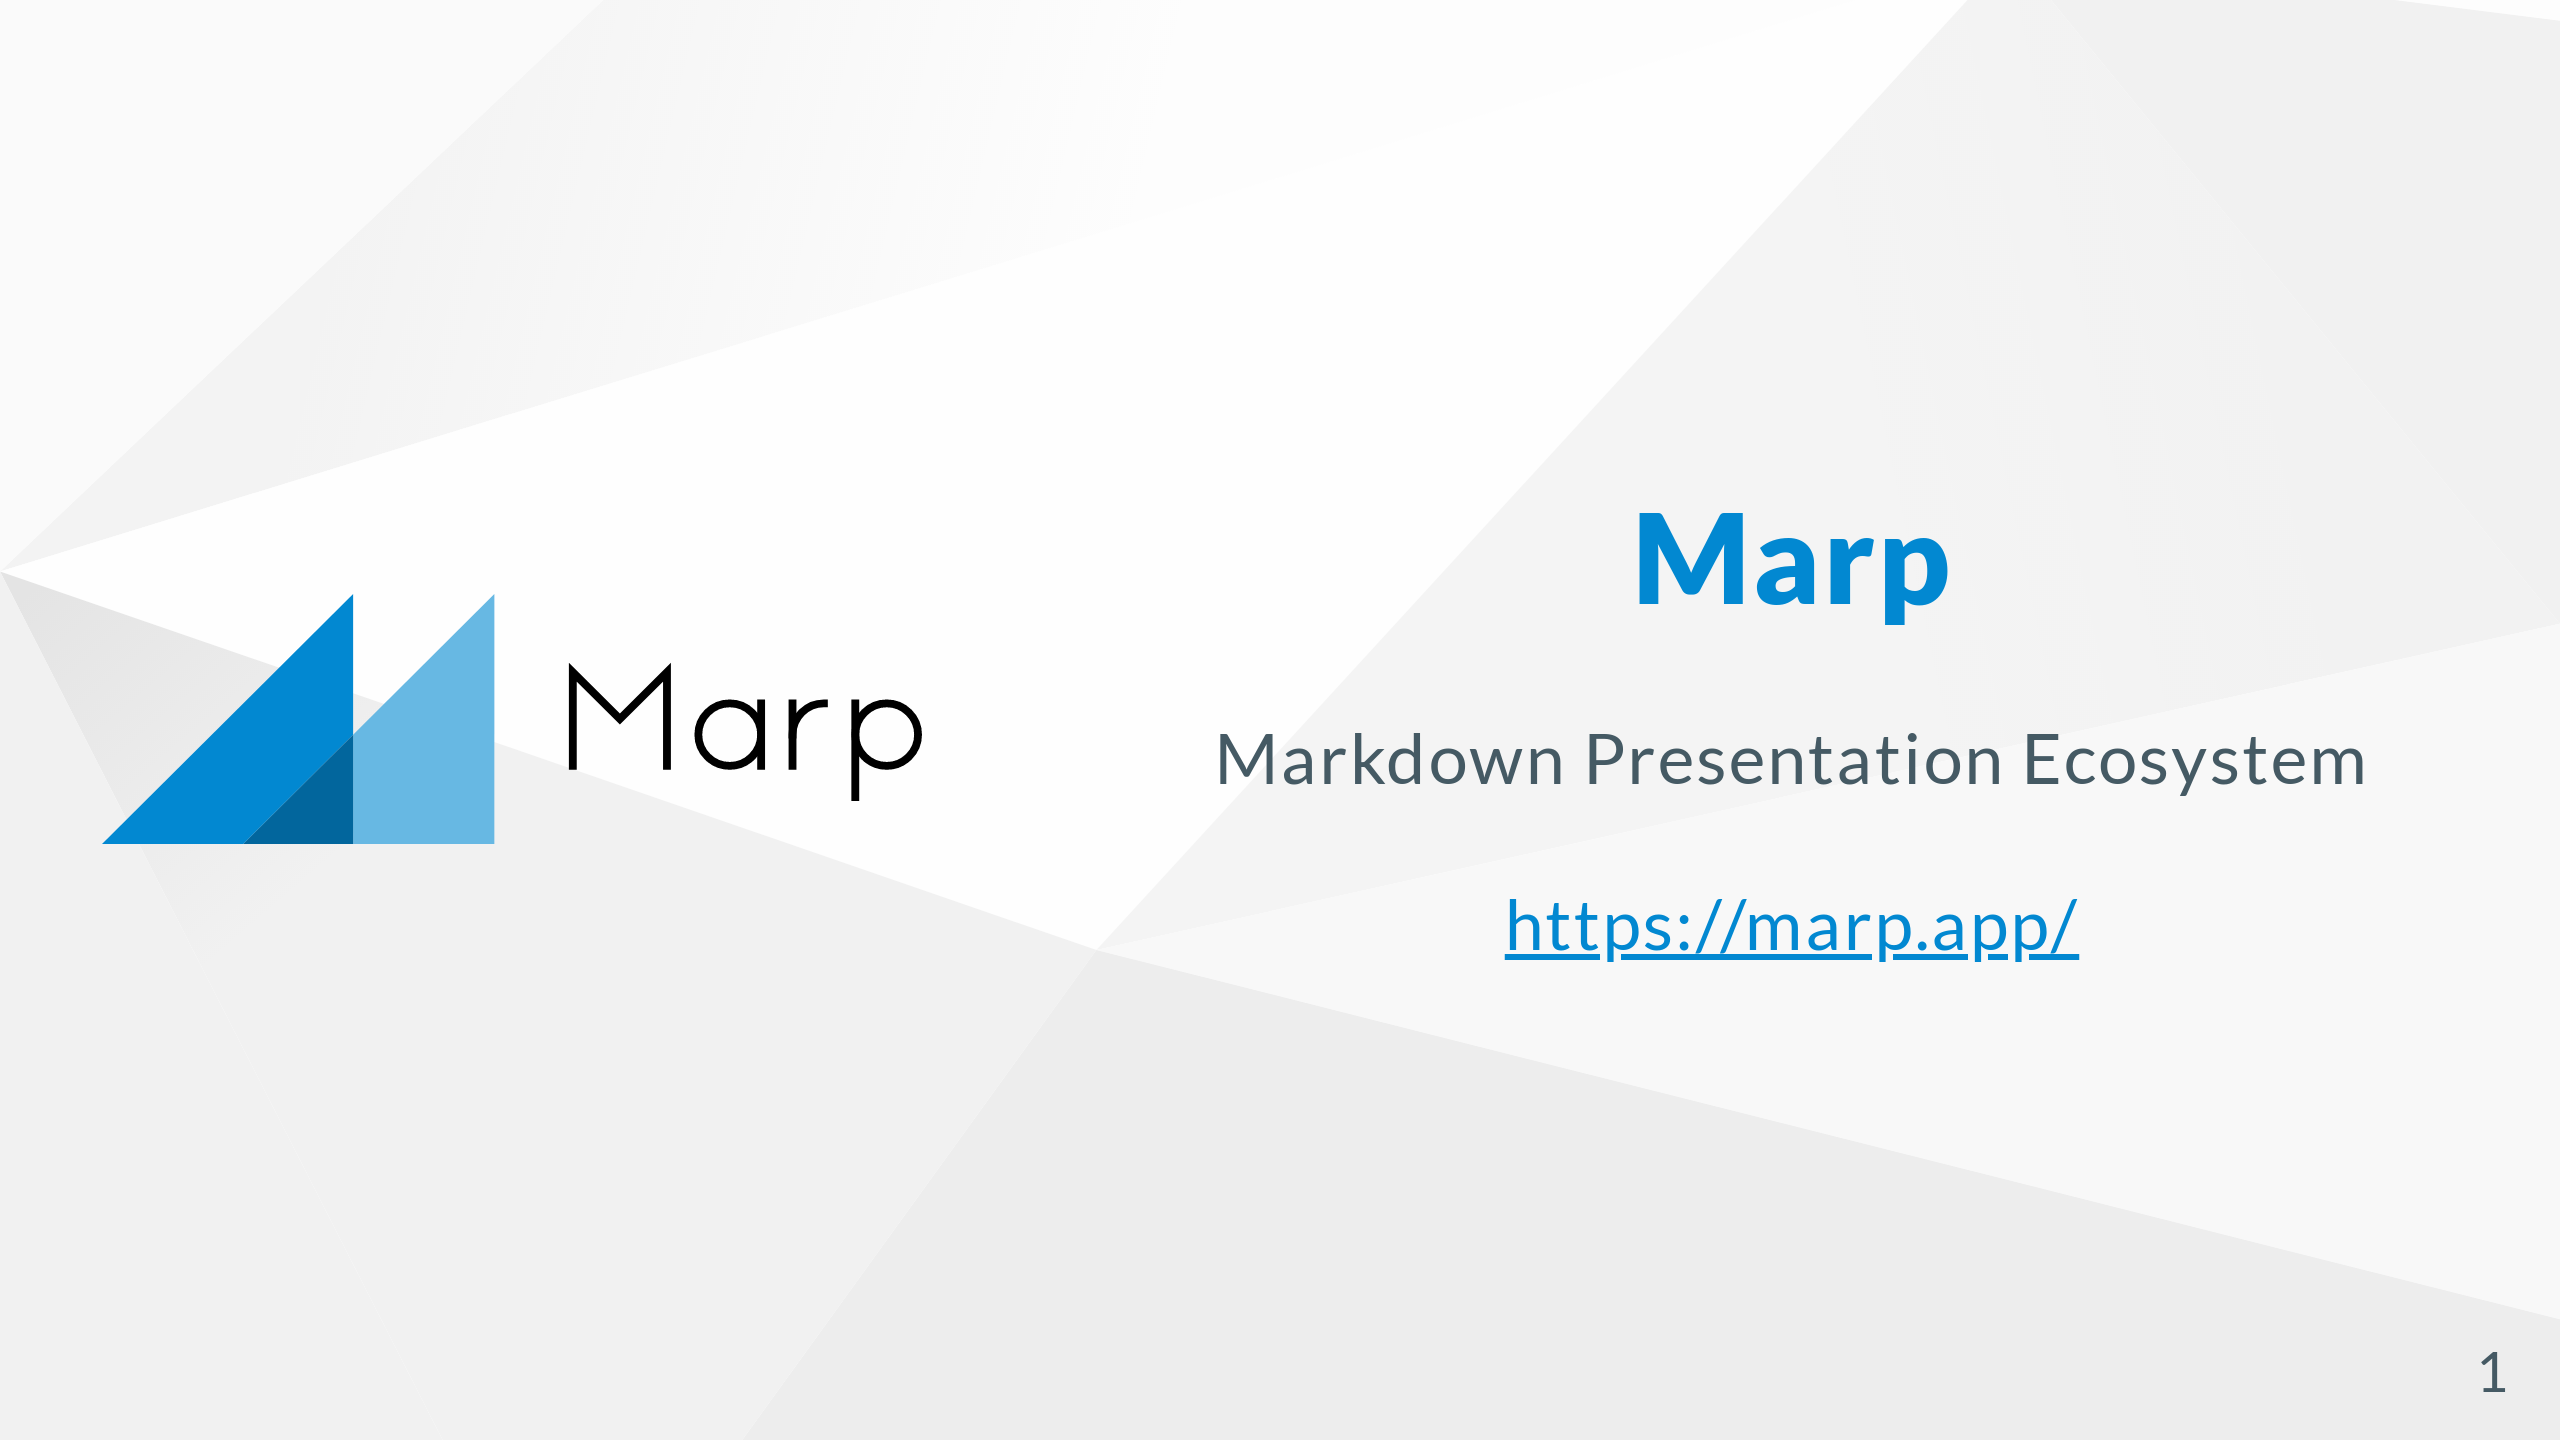 Marp
Marp
Markdown Presentation Ecosystem
https://marp.app/
1